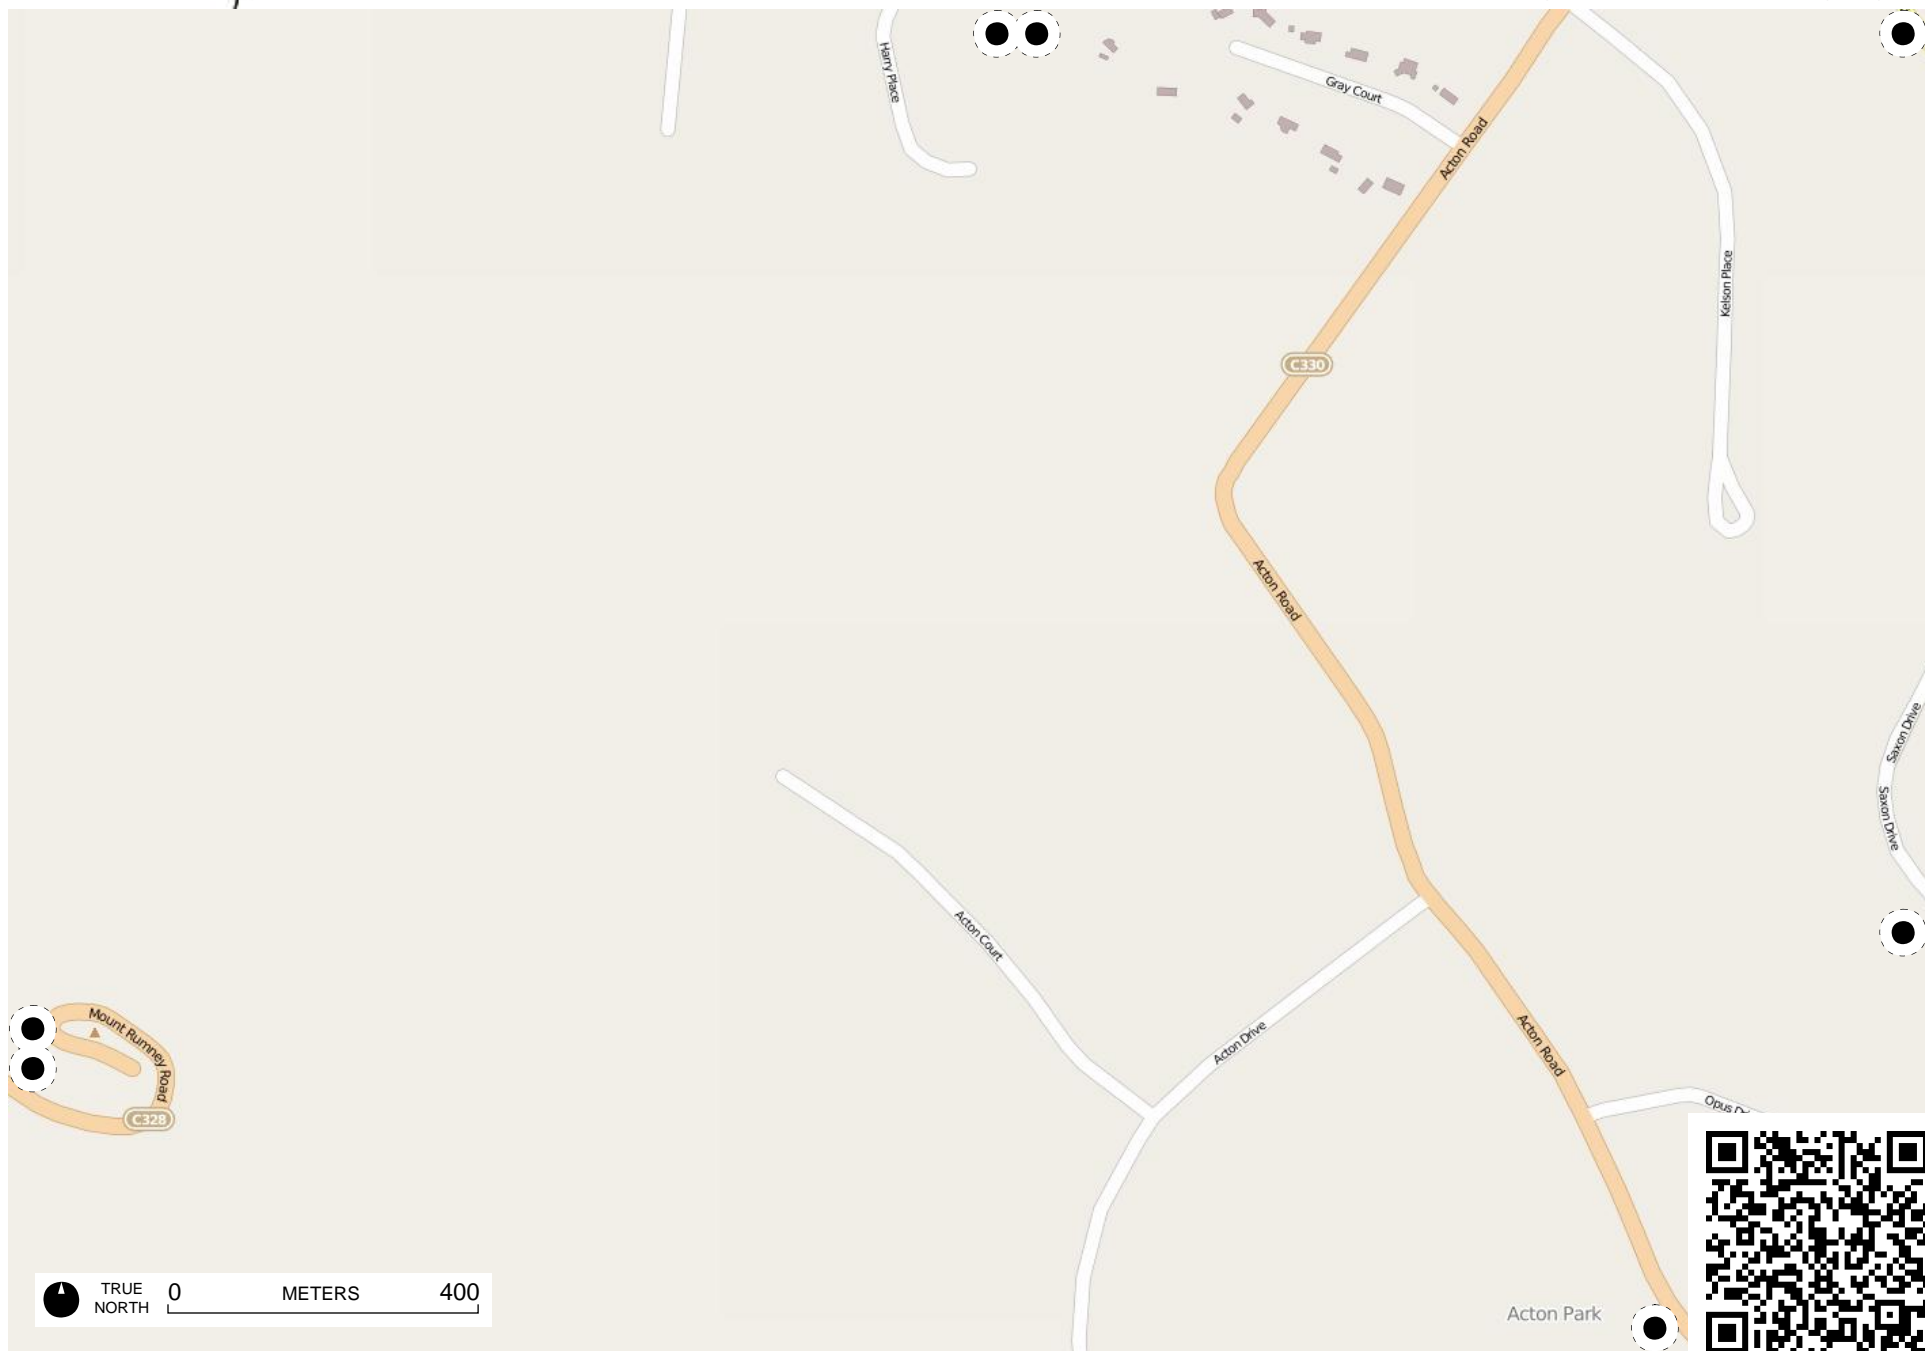 Harry Place
Gray Court
Acton Road
Kelson Place
C330
Acton Road
Saxon Drive
Saxon Drive
Acton Court
Mount Rumney Road
Acton Drive
Acton Road
Opus
C328
TRUE NORTH
0 METERS 400
Acton Park